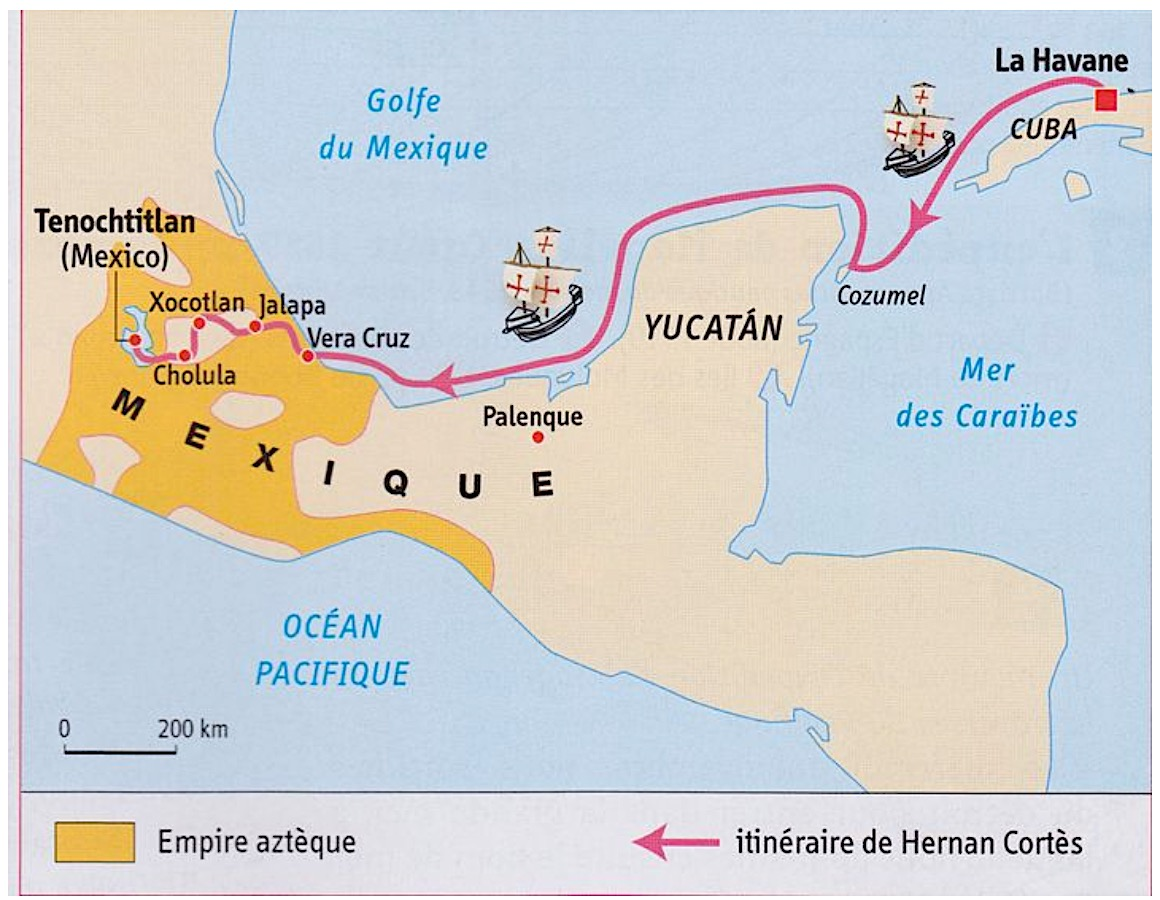 La Havane
CUBA
Golfe
du Mexique
Tenochtitlan
(Mexico)
Xocotlan
Jalapa
Vera Cruz
Cholula
Cozumel
YUCATÁN
Mer
des Caraïbes
Palenque
MEXIQUE
OCÉAN
PACIFIQUE
0 200 km
Empire aztèque
itinéraire de Hernan Cortès